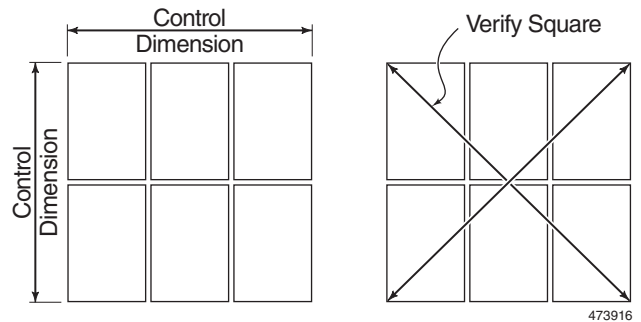 Control
Dimension
Control
Dimension
Verify Square
473916